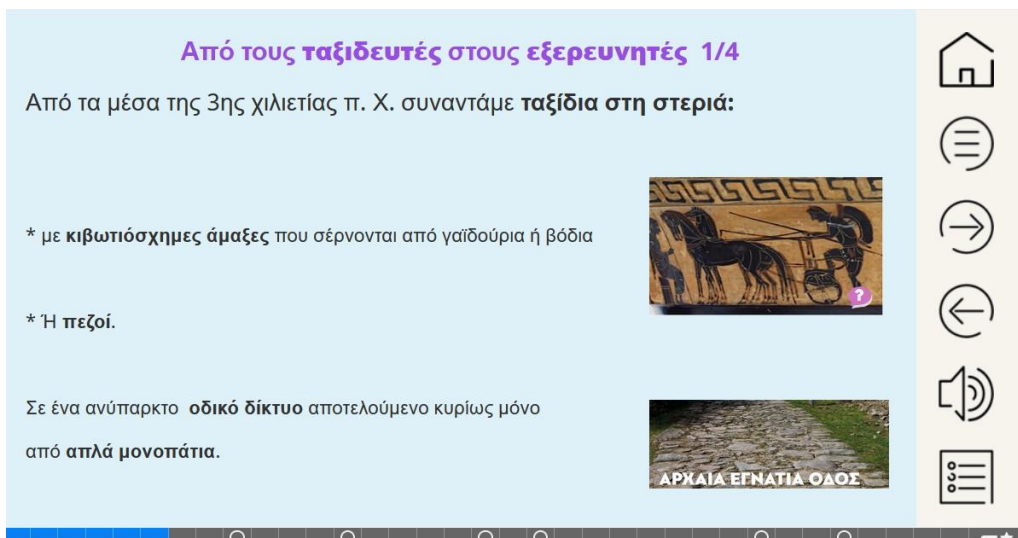 Από τους ταξιδευτές στους εξερευνητές 1/4
Από τα μέσα της 3ης χιλιετίας π. Χ. συναντάμε ταξίδια στη στεριά:
* με κιβωτιόσχημες άμαξες που σέρνονται από γαϊδούρια ή βόδια
?
* Ή πεζοί.
Σε ένα ανύπαρκτο οδικό δίκτυο αποτελούμενο κυρίως μόνο
από απλά μονοπάτια.
ΑΡΧΑΙΑ ΕΓΝΑΤΙΑ ΟΔΟΣ